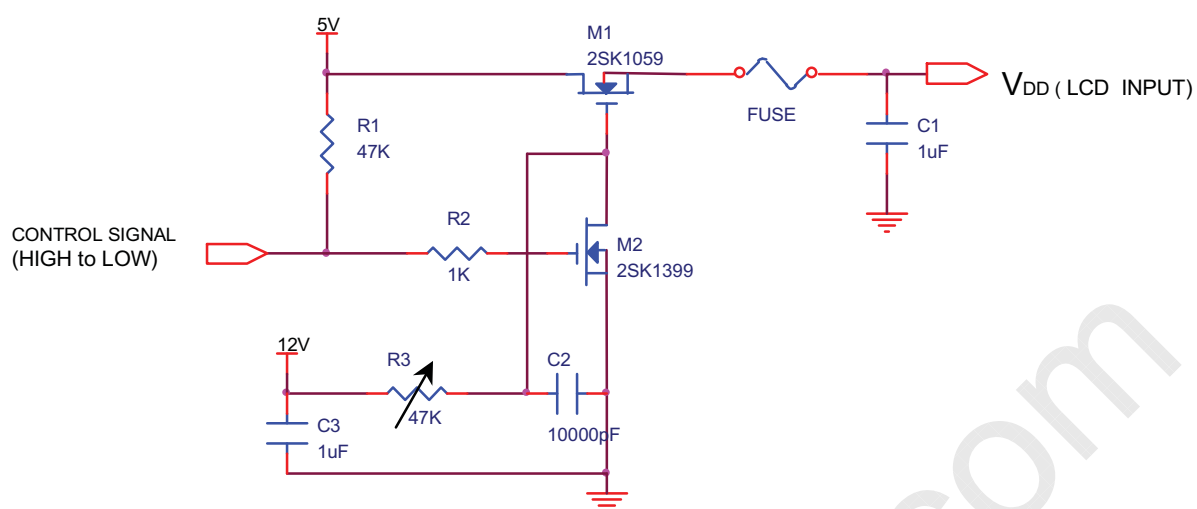 5V
M1
2SK1059
R1
47K
FUSE
VDD ( LCD INPUT)
C1
1uF
CONTROL SIGNAL
(HIGH to LOW)
R2
1K
M2
2SK1399
12V
R3
47K
C2
10000pF
C3
1uF
com